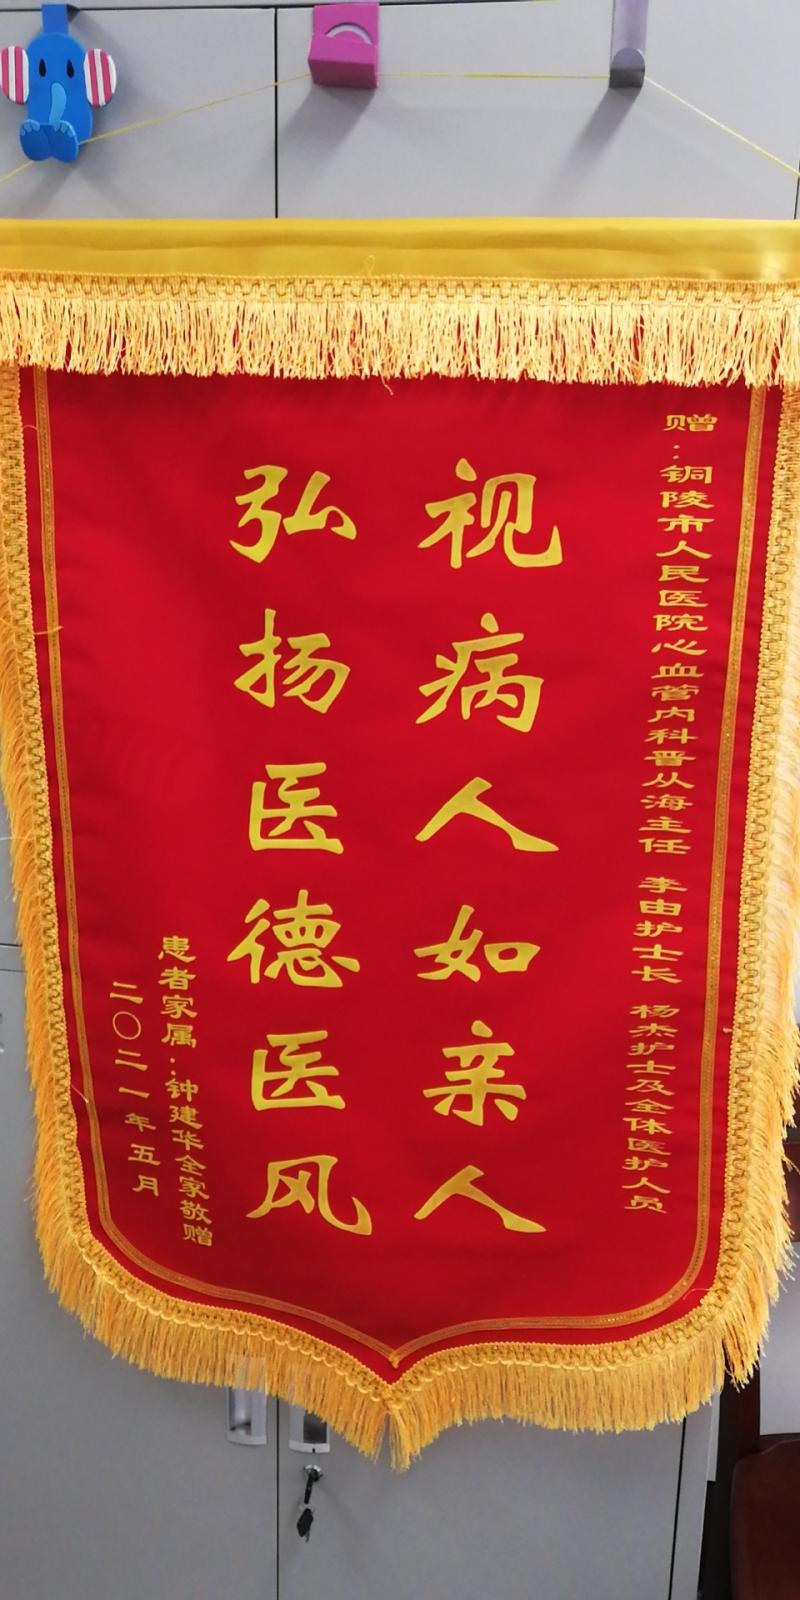 赠：铜陵市人民医院心血管内科晋从海主任 李由护士长 杨杰护士及全体医护人员
视病人如亲人
弘扬医德医风
患者家属：钟建华全家敬赠
二〇二一年五月